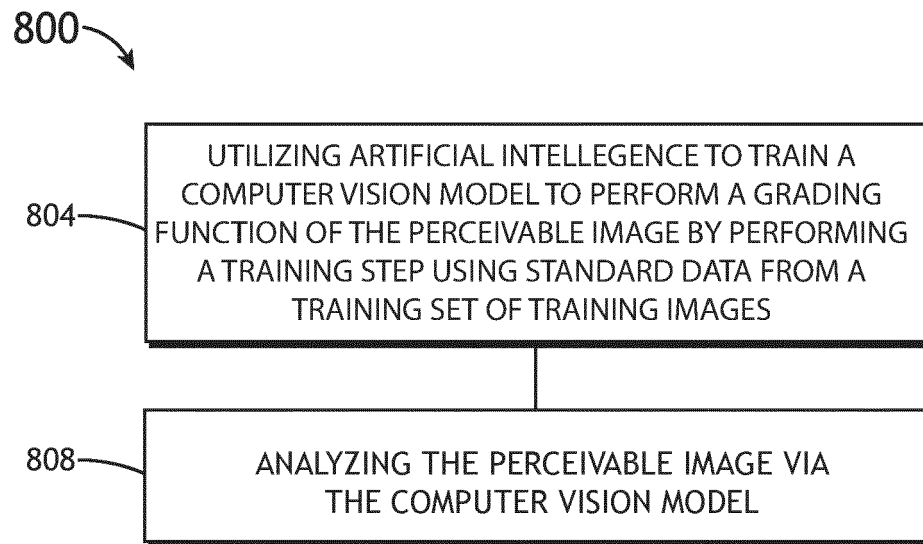 800
804
UTILIZING ARTIFICIAL INTELLEGENCE TO TRAIN A
COMPUTER VISION MODEL TO PERFORM A GRADING
FUNCTION OF THE PERCEIVABLE IMAGE BY PERFORMING
A TRAINING STEP USING STANDARD DATA FROM A
TRAINING SET OF TRAINING IMAGES
808
ANALYZING THE PERCEIVABLE IMAGE VIA
THE COMPUTER VISION MODEL